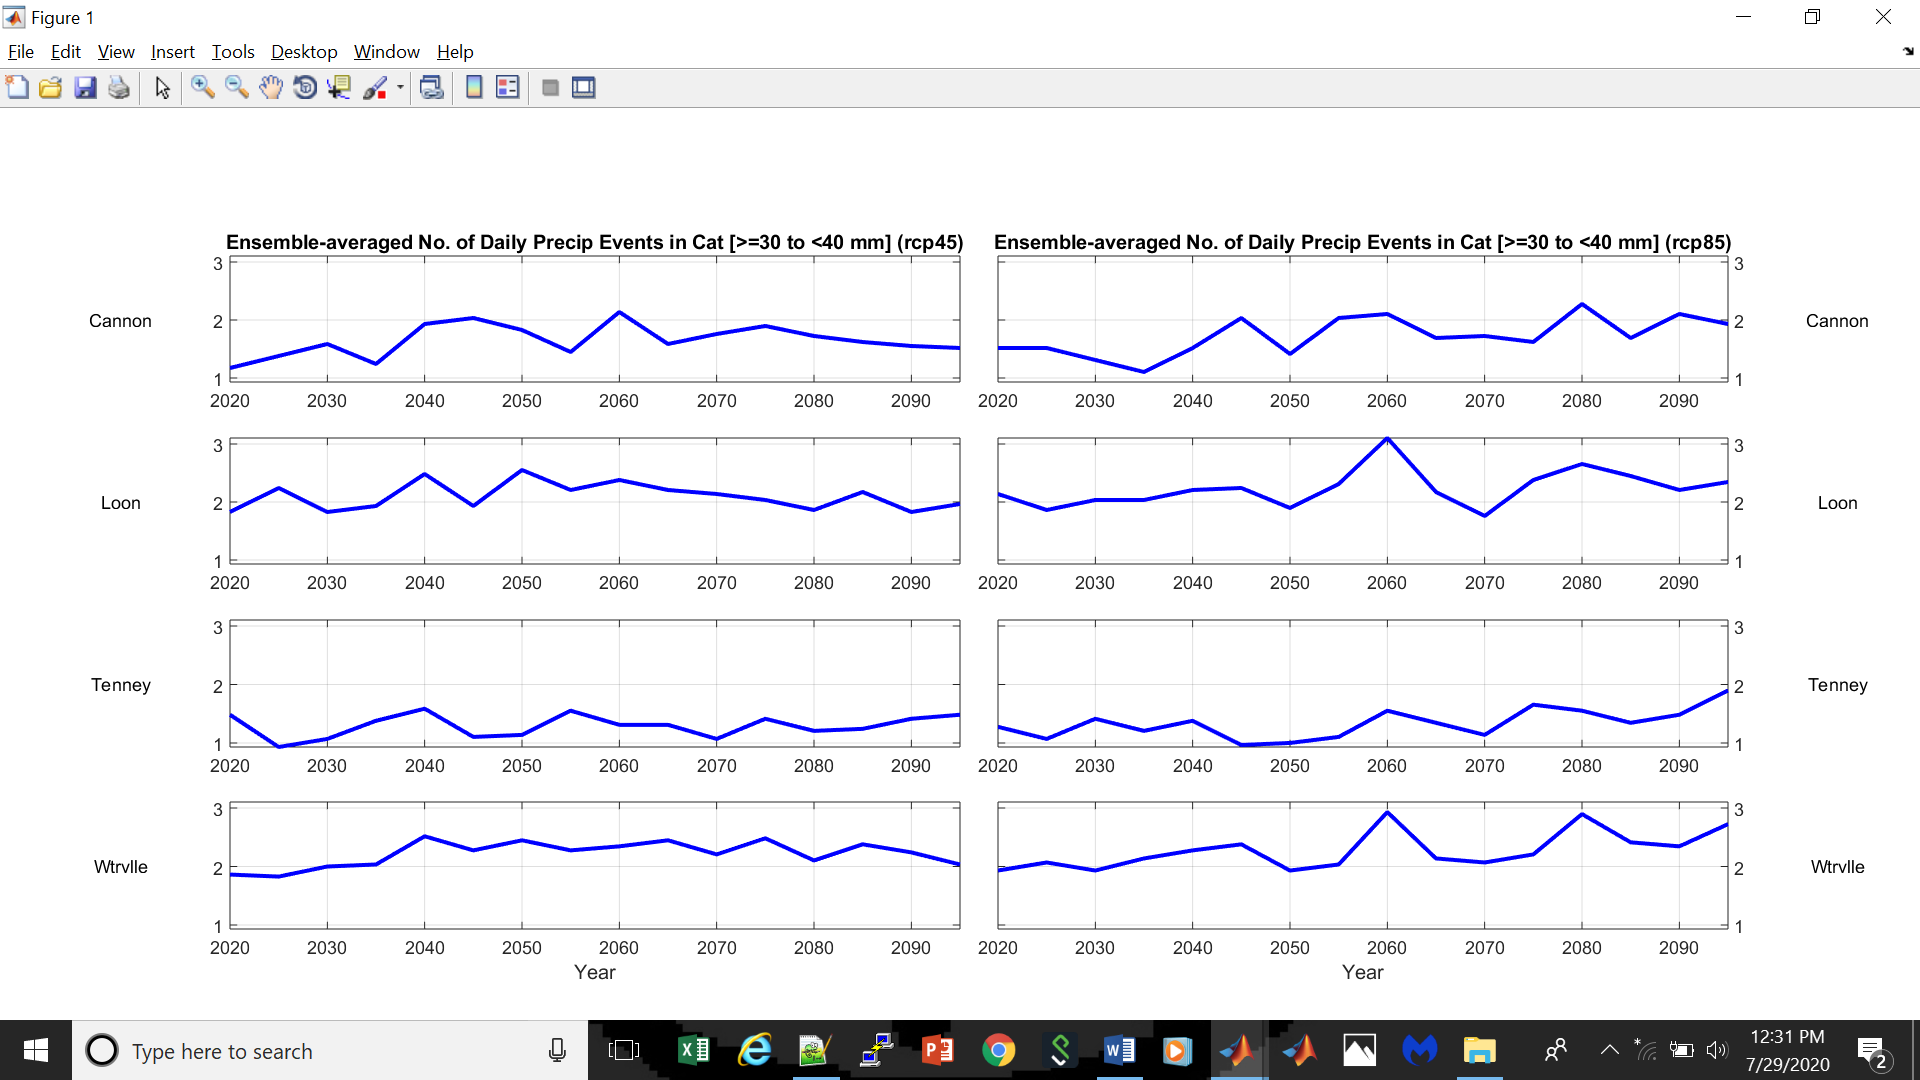 Figure 1
File Edit View Insert Tools Desktop Window Help
Ensemble-averaged No. of Daily Precip Events in Cat [>=30 to <40 mm] (rcp45)
Ensemble-averaged No. of Daily Precip Events in Cat [>=30 to <40 mm] (rcp85)
3
2
1
Cannon
2020 2030 2040 2050 2060 2070 2080 2090
3
2
1
Cannon
2020 2030 2040 2050 2060 2070 2080 2090
3
2
1
Loon
2020 2030 2040 2050 2060 2070 2080 2090
3
2
1
Loon
2020 2030 2040 2050 2060 2070 2080 2090
3
2
1
Tenney
2020 2030 2040 2050 2060 2070 2080 2090
3
2
1
Tenney
2020 2030 2040 2050 2060 2070 2080 2090
3
2
1
Wtrvlle
2020 2030 2040 2050 2060 2070 2080 2090
Year
3
2
1
Wtrvlle
2020 2030 2040 2050 2060 2070 2080 2090
Year
Type here to search
12:31 PM
7/29/2020
2